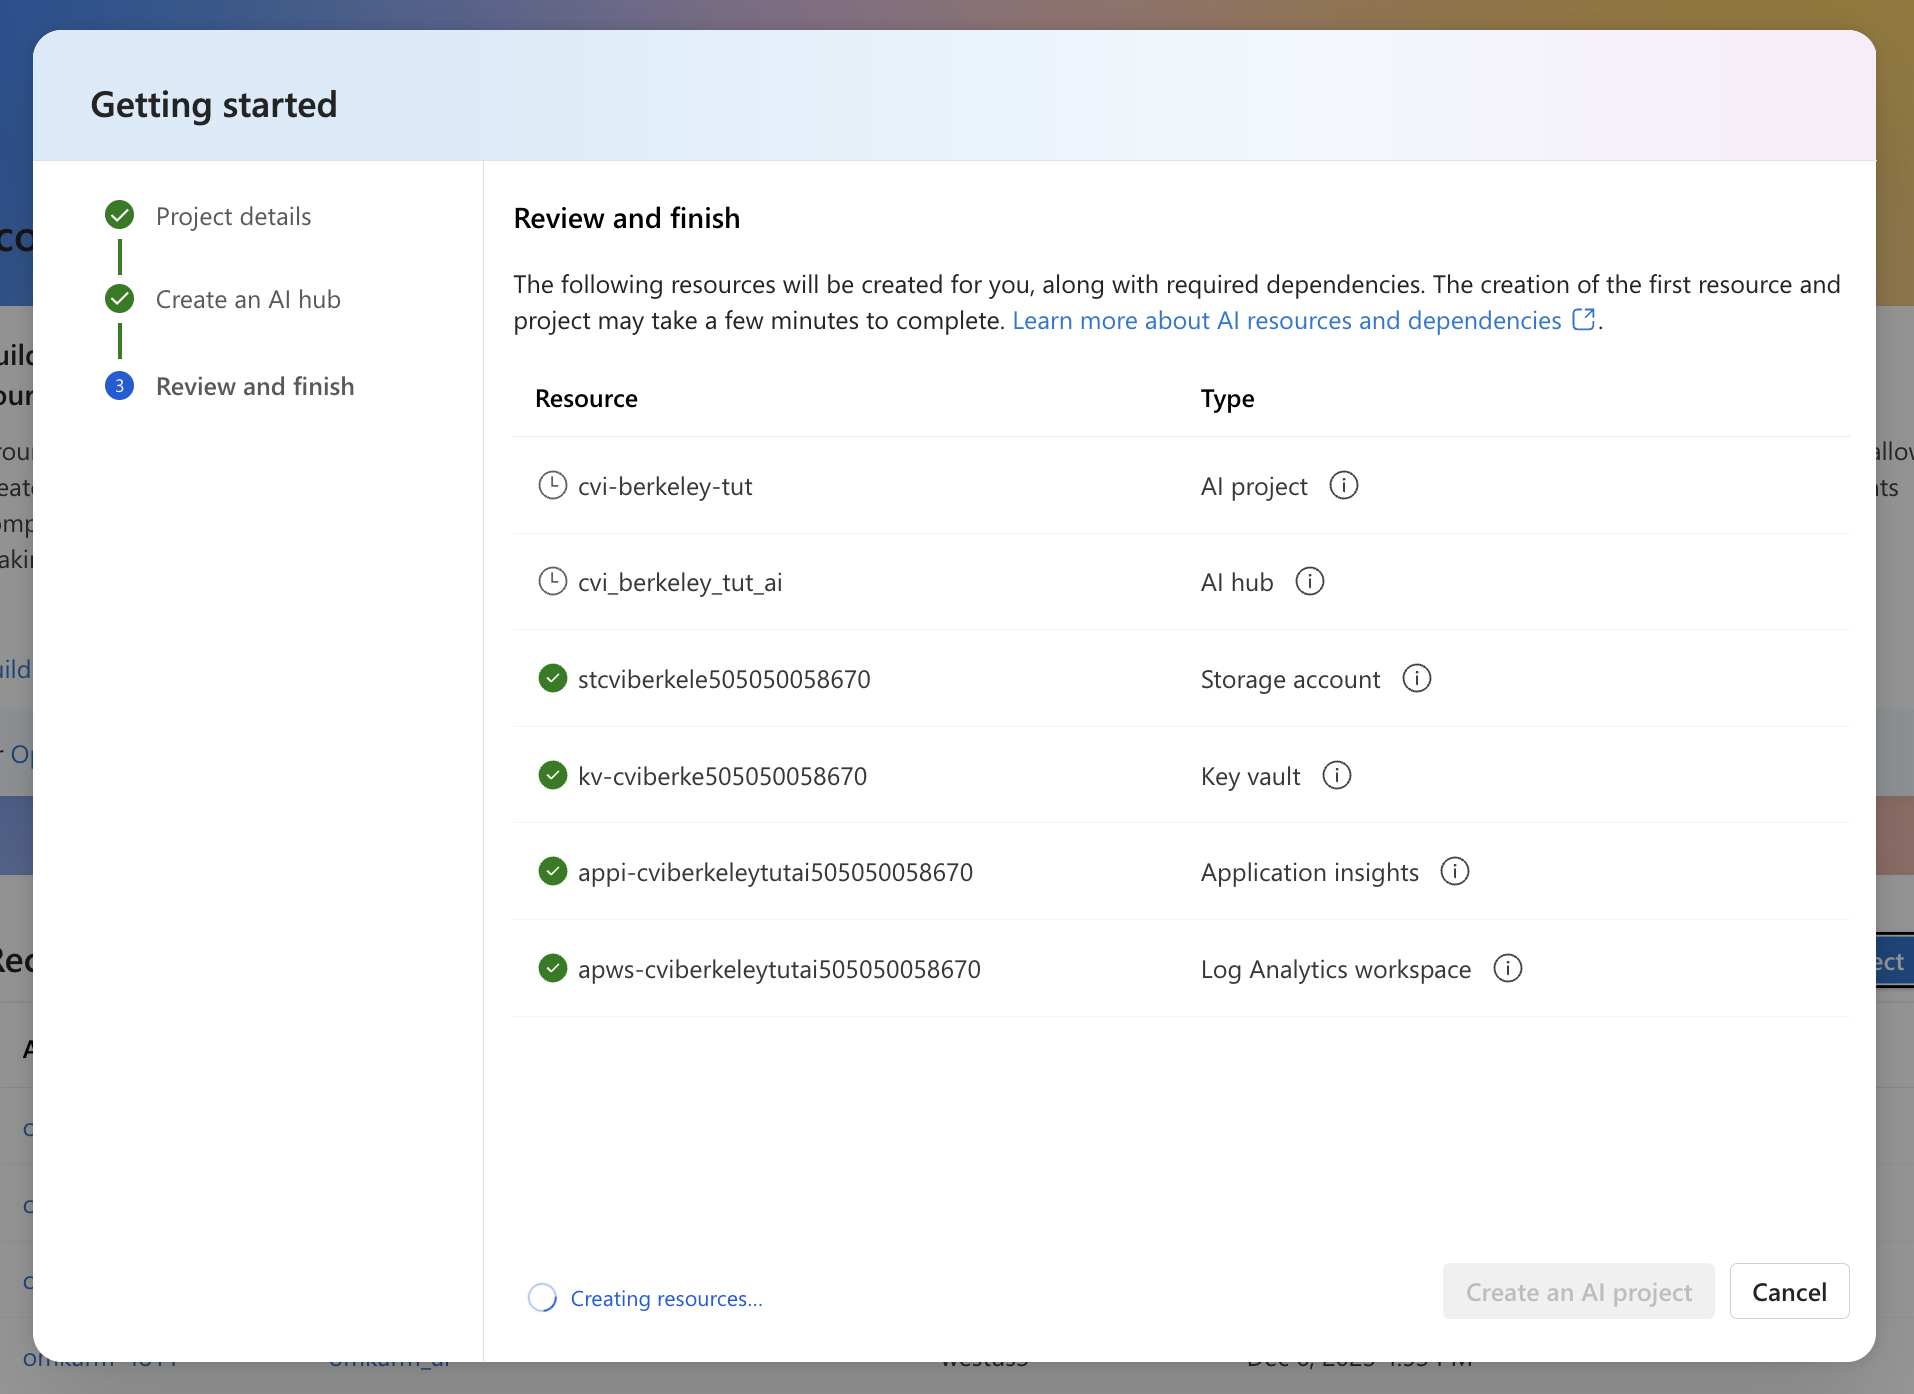 Getting started
Project details
Create an AI hub
3 Review and finish
Review and finish
The following resources will be created for you, along with required dependencies. The creation of the first resource and
project may take a few minutes to complete. Learn more about AI resources and dependencies.
Resource Type
cvi-berkeley-tut AI project
cvi_berkeley_tut_ai AI hub
stcviberkele505050058670 Storage account
kv-cviberke505050058670 Key vault
appi-cviberkeleytutai505050058670 Application insights
apws-cviberkeleytutai505050058670 Log Analytics workspace
Creating resources...
Create an AI project Cancel